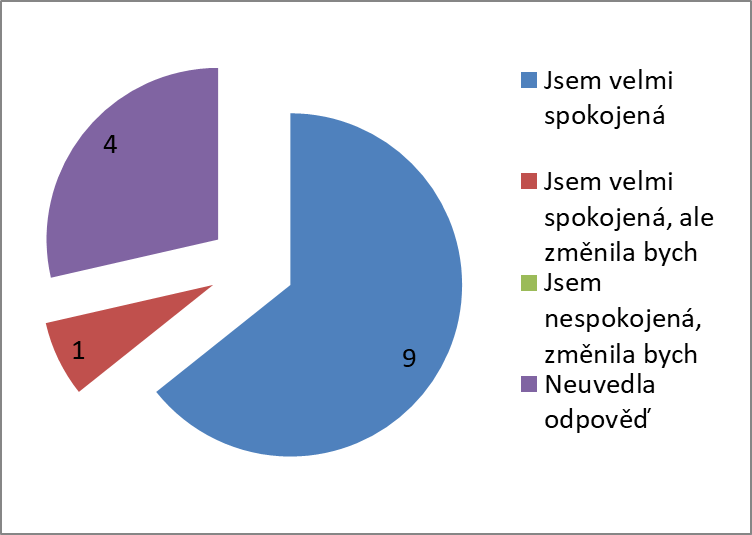 4
1
9
Jsem velmi
spokojená
Jsem velmi
spokojená, ale
změnila bych
Jsem
nespokojená,
změnila bych
Neuvedla
odpověď